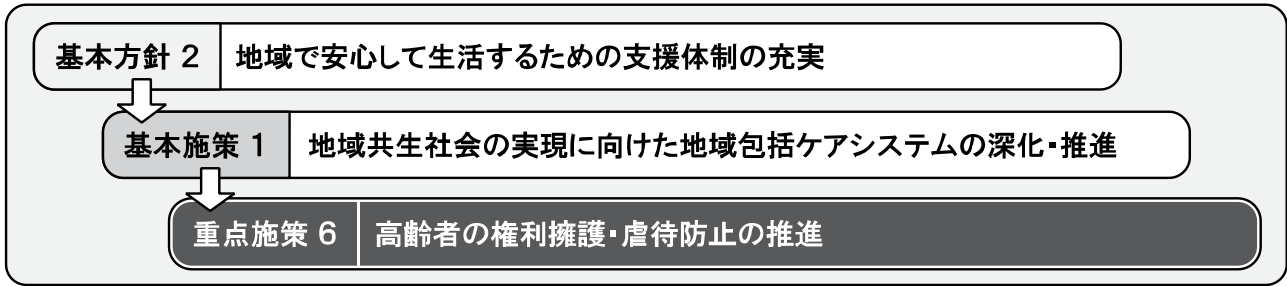 基本方針 2 地域で安心して生活するための支援体制の充実
基本施策 1 地域共生社会の実現に向けた地域包括ケアシステムの深化・推進
重点施策 6 高齢者の権利擁護・虐待防止の推進